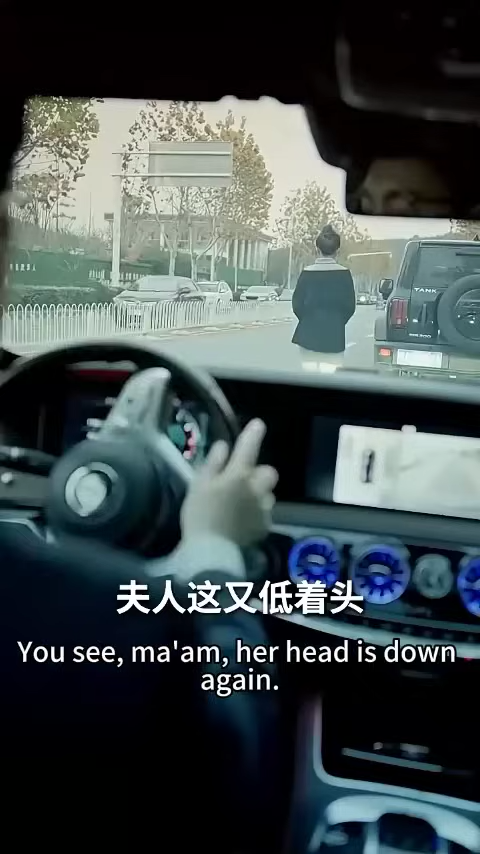 TANK
夫人这又低着头
You see, ma'am, her head is down
again.